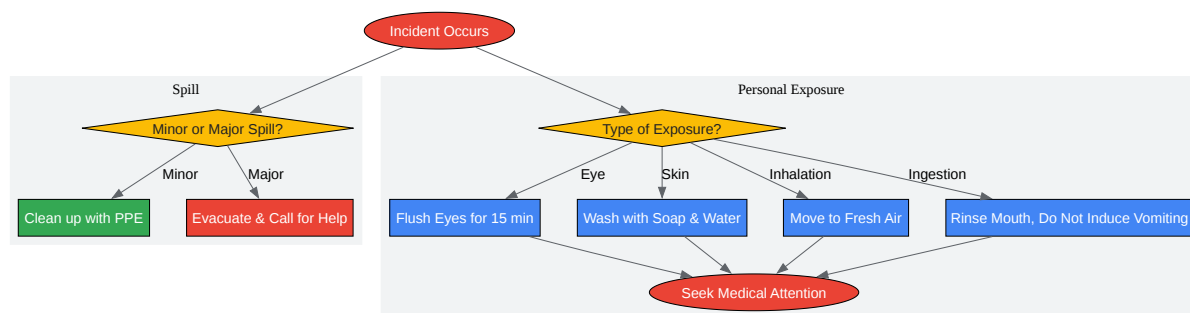 Incident Occurs
Spill
Personal Exposure
Minor or Major Spill?
Type of Exposure?
Minor
Major
Eye
Skin
Inhalation
Ingestion
Clean up with PPE
Evacuate & Call for Help
Flush Eyes for 15 min
Wash with Soap & Water
Move to Fresh Air
Rinse Mouth, Do Not Induce Vomiting
Seek Medical Attention